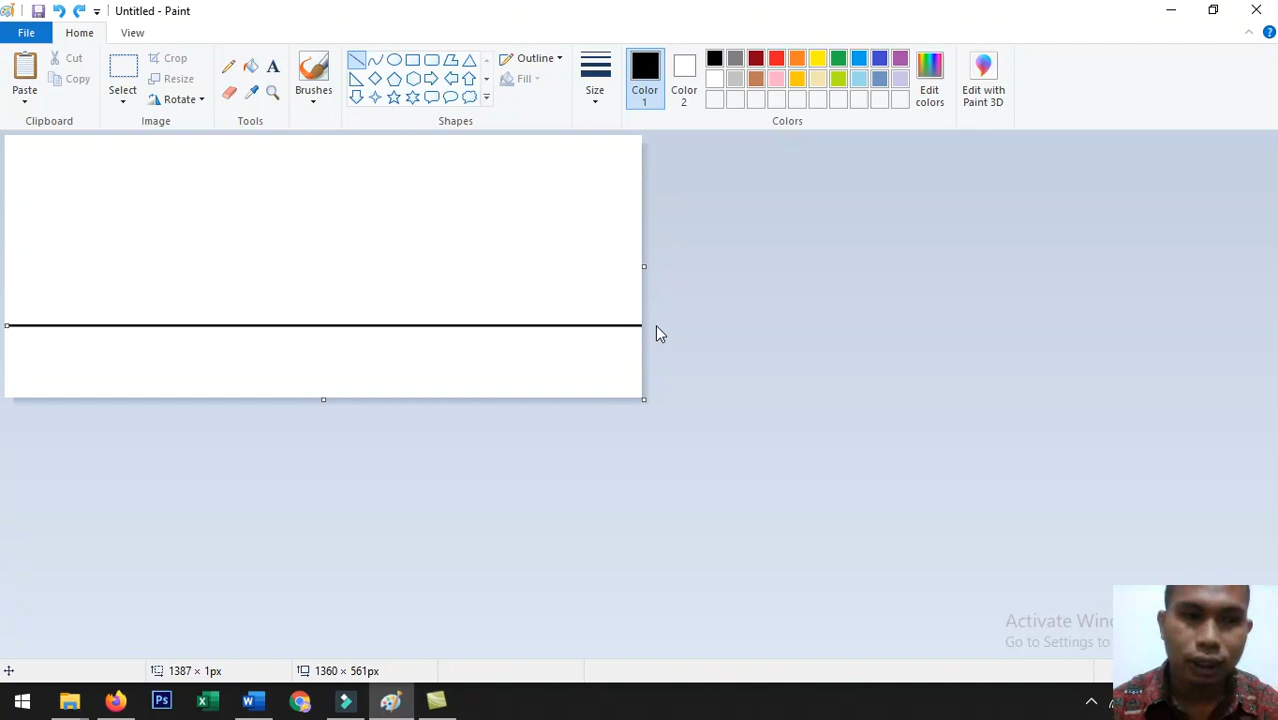 Untitled - Paint
File Home View
Paste
Cut
Copy
Clipboard
Select
Crop
Resize
Rotate
Image
Tools
Brushes
Shapes
Outline
Fill
Size
Color 1
Color 2
Colors
Edit colors
Edit with Paint 3D
Activate Win
Go to Settings to
1387 × 1px
1360 × 561px
Ps
X
W